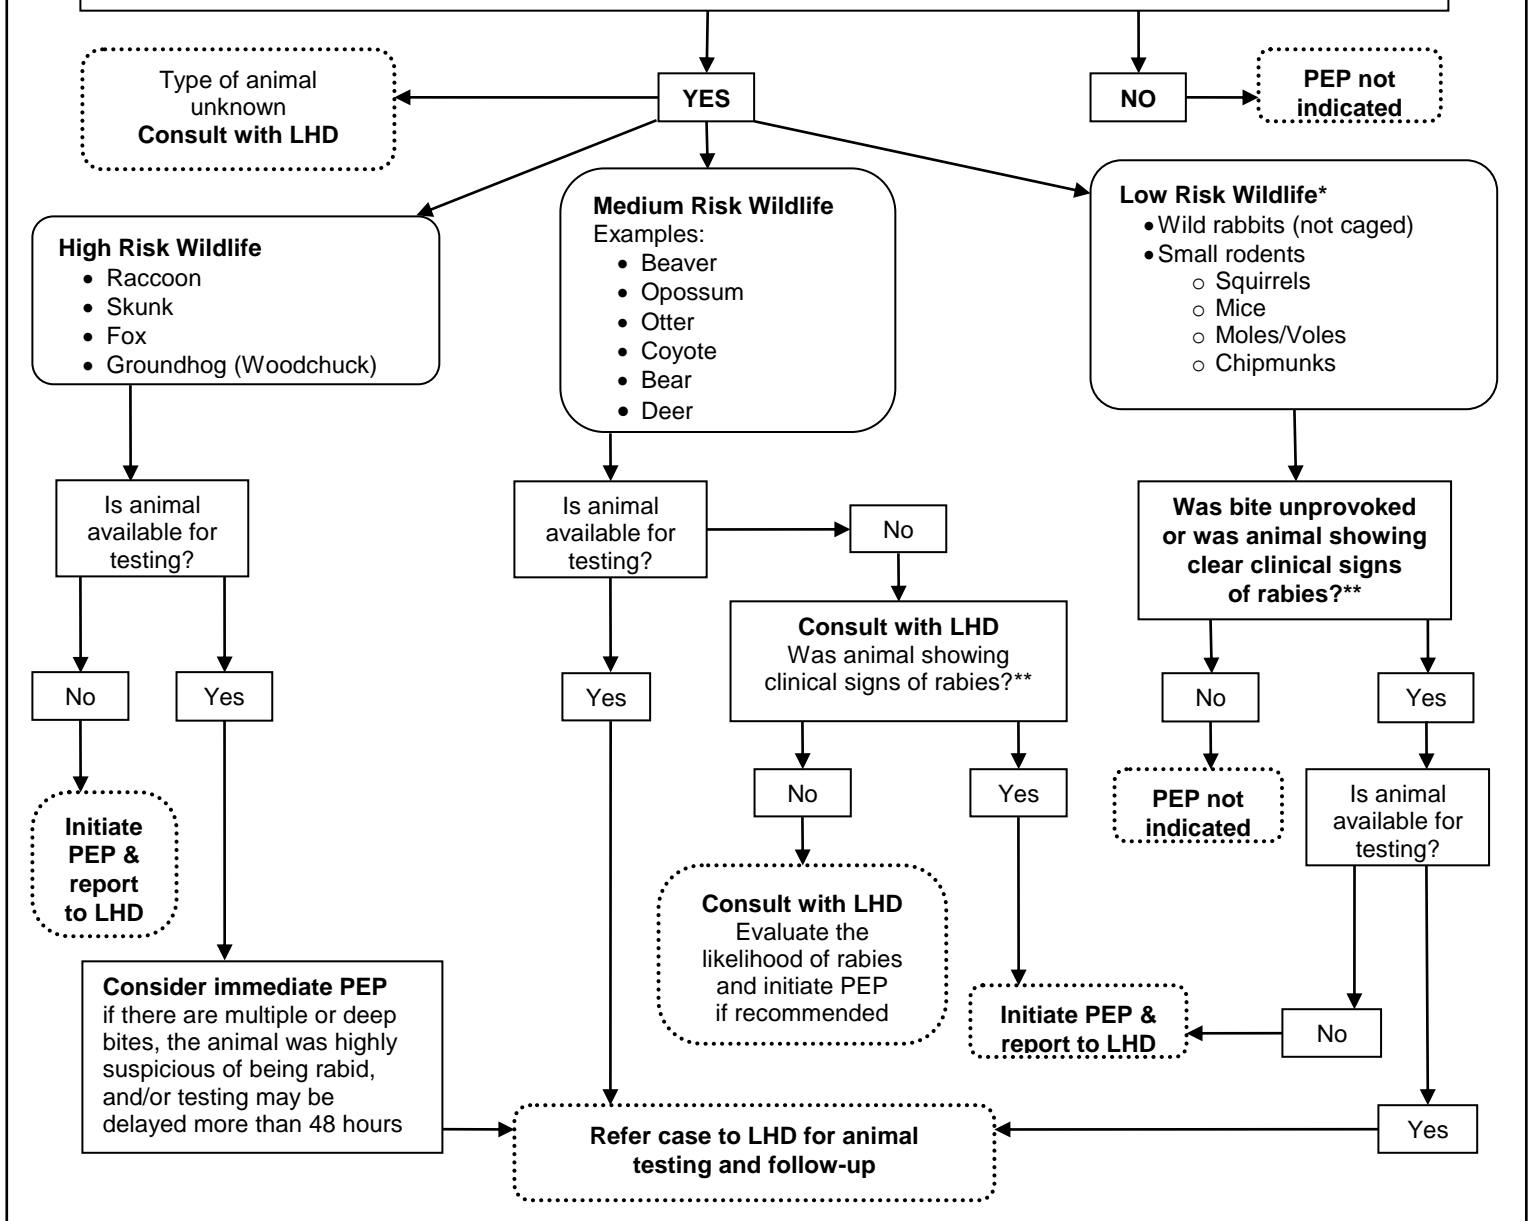 Type of animal
unknown
Consult with LHD
YES
NO
PEP not
indicated
High Risk Wildlife
• Raccoon
• Skunk
• Fox
• Groundhog (Woodchuck)
Medium Risk Wildlife
Examples:
• Beaver
• Opossum
• Otter
• Coyote
• Bear
• Deer
Low Risk Wildlife*
• Wild rabbits (not caged)
• Small rodents
o Squirrels
o Mice
o Moles/Voles
o Chipmunks
Is animal
available for
testing?
No
Yes
Initiate
PEP &
report
to LHD
Consider immediate PEP
if there are multiple or deep
bites, the animal was highly
suspicious of being rabid,
and/or testing may be
delayed more than 48 hours
Is animal
available for
testing?
No
Yes
Consult with LHD
Was animal showing
clinical signs of rabies?**
No
Yes
Consult with LHD
Evaluate the
likelihood of rabies
and initiate PEP
if recommended
Initiate PEP &
report to LHD
Was bite unprovoked
or was animal showing
clear clinical signs
of rabies?**
No
Yes
PEP not
indicated
Is animal
available for
testing?
No
Yes
Refer case to LHD for animal
testing and follow-up